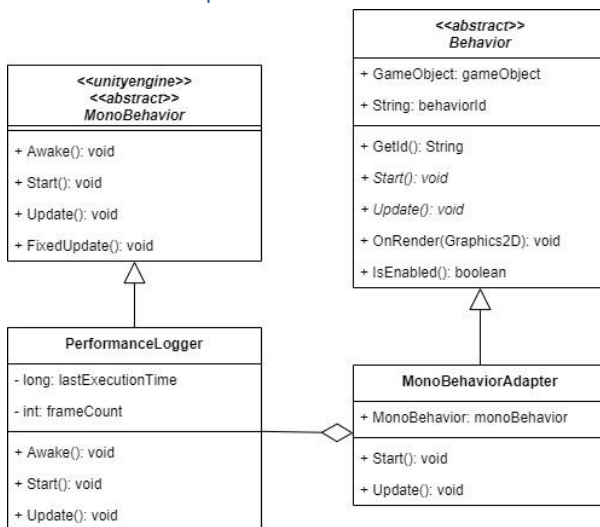 <<unityengine>>
<<abstract>>
MonoBehavior
+ Awake(): void
+ Start(): void
+ Update(): void
+ FixedUpdate(): void
<<abstract>>
Behavior
+ GameObject: gameObject
+ String: behaviorId
+ GetId(): String
+ Start(): void
+ Update(): void
+ OnRender(Graphics2D): void
+ IsEnabled(): boolean
PerformanceLogger
- long: lastExecutionTime
- int: frameCount
+ Awake(): void
+ Start(): void
+ Update(): void
MonoBehaviorAdapter
+ MonoBehavior: monoBehavior
+ Start(): void
+ Update(): void